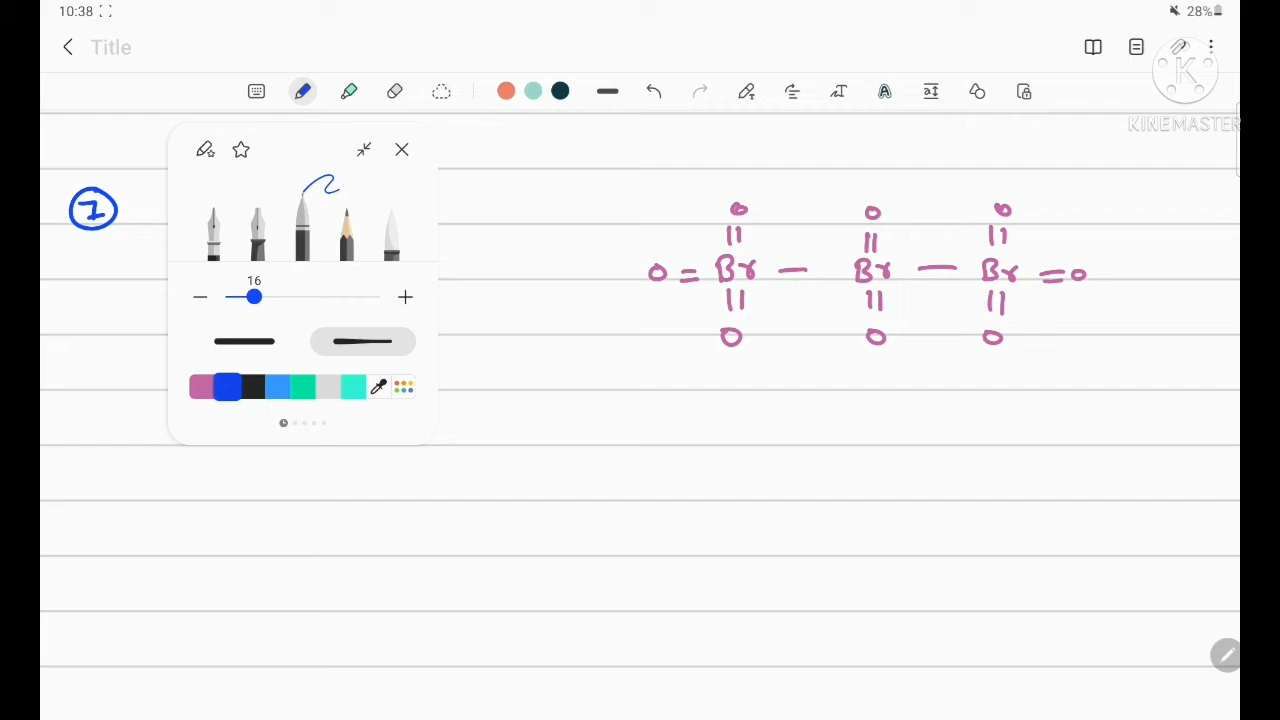 10:38
28%
Title
KINEMASTER
1
O O O
|| || ||
O = Br — Br — Br = O
|| || ||
O O O
16